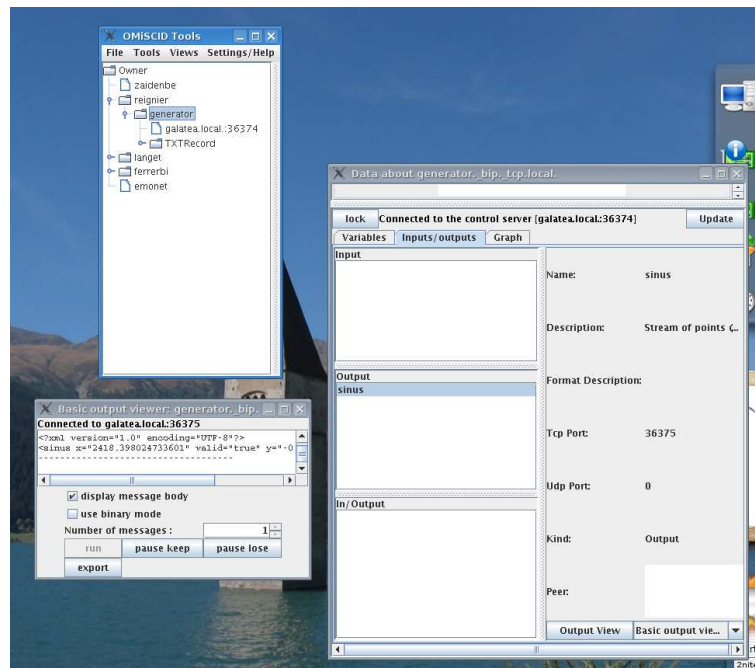 OMiSCID Tools
File Tools Views Settings/Help
Owner
zaidenbe
reignier
generator
galatea.local.:36374
TXTRecord
langet
ferrerbi
emonet
Data about generator._bip._tcp.local.
lock Connected to the control server [galatea.local.:36374] Update
Variables Inputs/outputs Graph
Input
Output
sinus
In/Output
Name: sinus
Description: Stream of points (...
Format Description:
Tcp Port: 36375
Udp Port: 0
Kind: Output
Peer:
Output View Basic output vie...
Basic output viewer: generator._bip.
Connected to galatea.local.:36375
<?xml version="1.0" encoding="UTF-8"?>
<sinus x="2418.398024733601" valid="true" y="-0
----------------------------------
display message body
use binary mode
Number of messages : 1
run pause keep pause lose
export